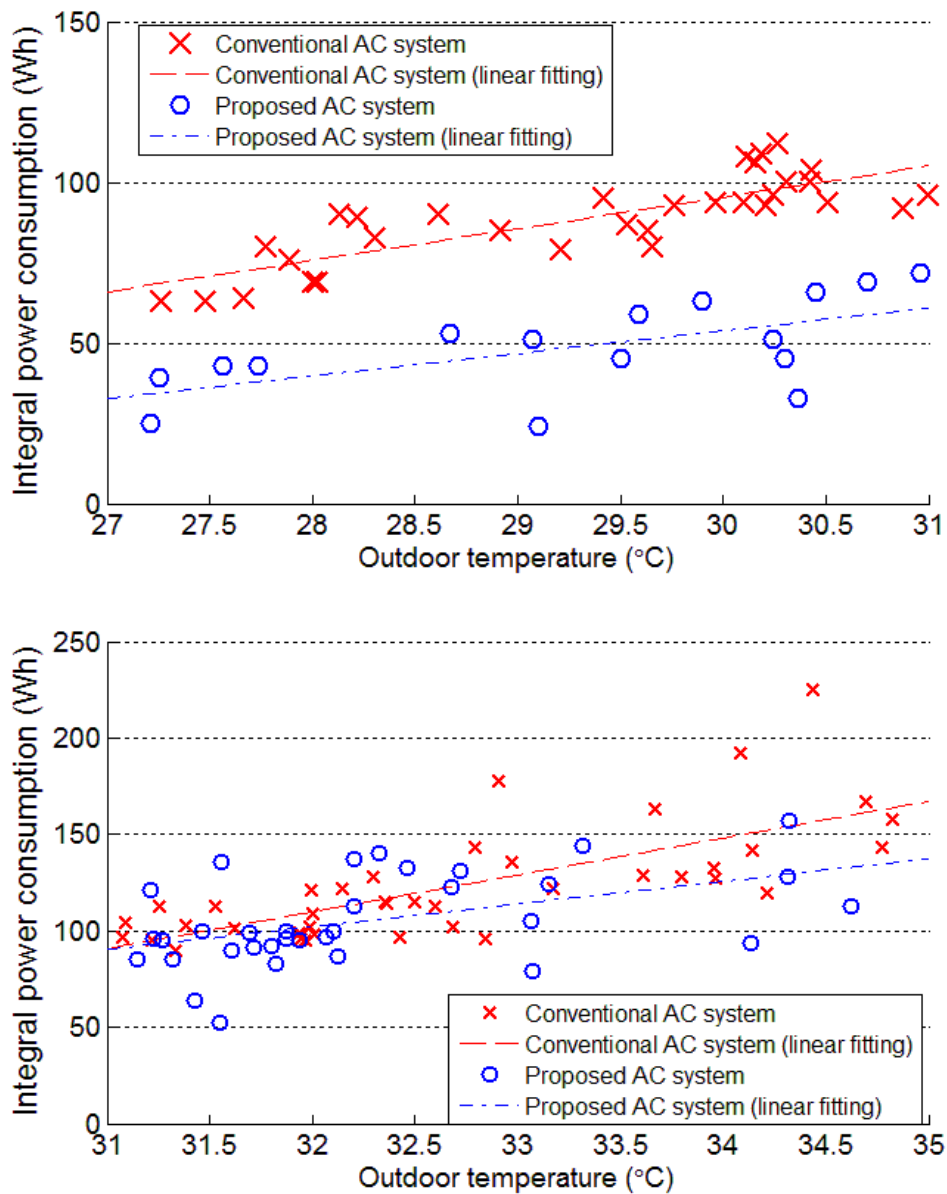 150
100
50
0
Integral power consumption (Wh)
Conventional AC system
Conventional AC system (linear fitting)
Proposed AC system
Proposed AC system (linear fitting)
27
27.5
28
28.5
29
29.5
30
30.5
31
Outdoor temperature (°C)
250
200
150
100
50
0
Integral power consumption (Wh)
Conventional AC system
Conventional AC system (linear fitting)
Proposed AC system
Proposed AC system (linear fitting)
31
31.5
32
32.5
33
33.5
34
34.5
35
Outdoor temperature (°C)